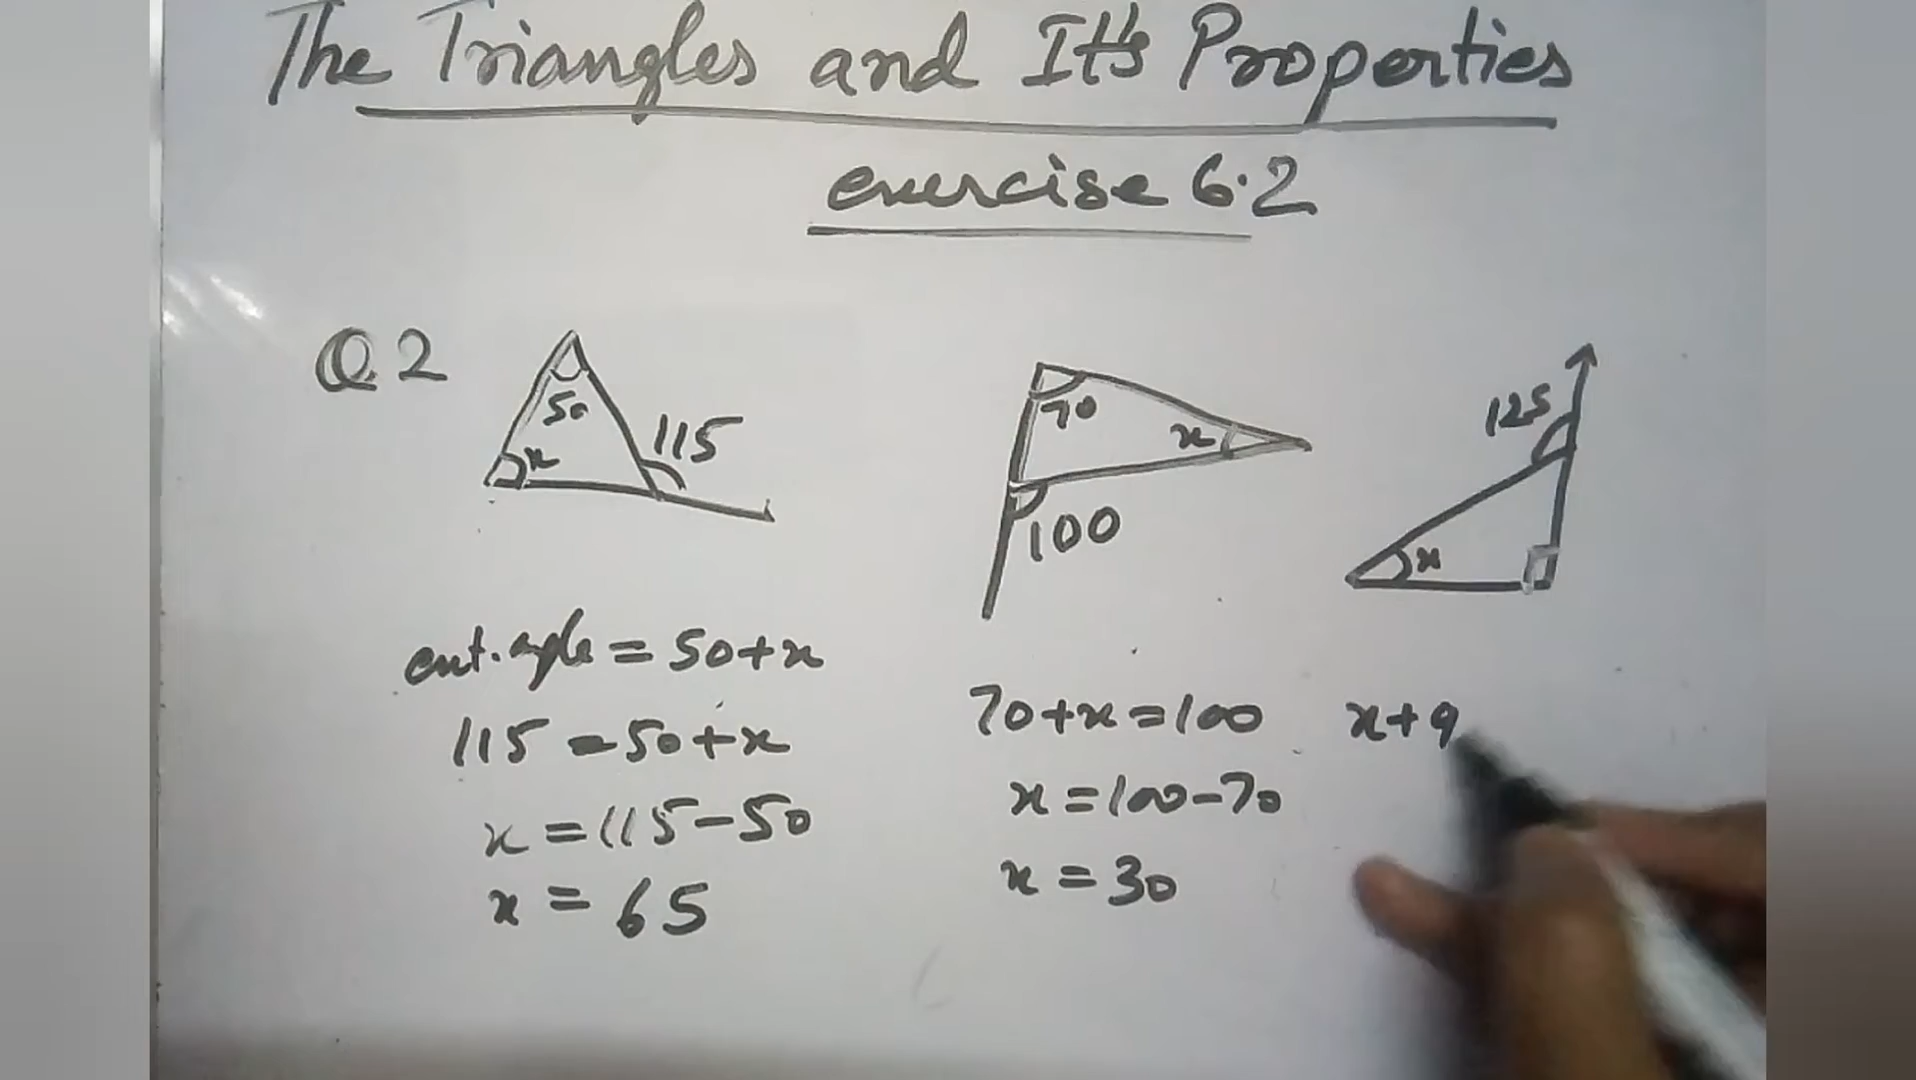 The Triangles and It's Properties
exercise 6.2
Q 2
50
x
115
70
x
100
125
x
ext. agle = 50+x
115 = 50+x
x = 115-50
x = 65
70+x=100
x = 100-70
x = 30
x+9